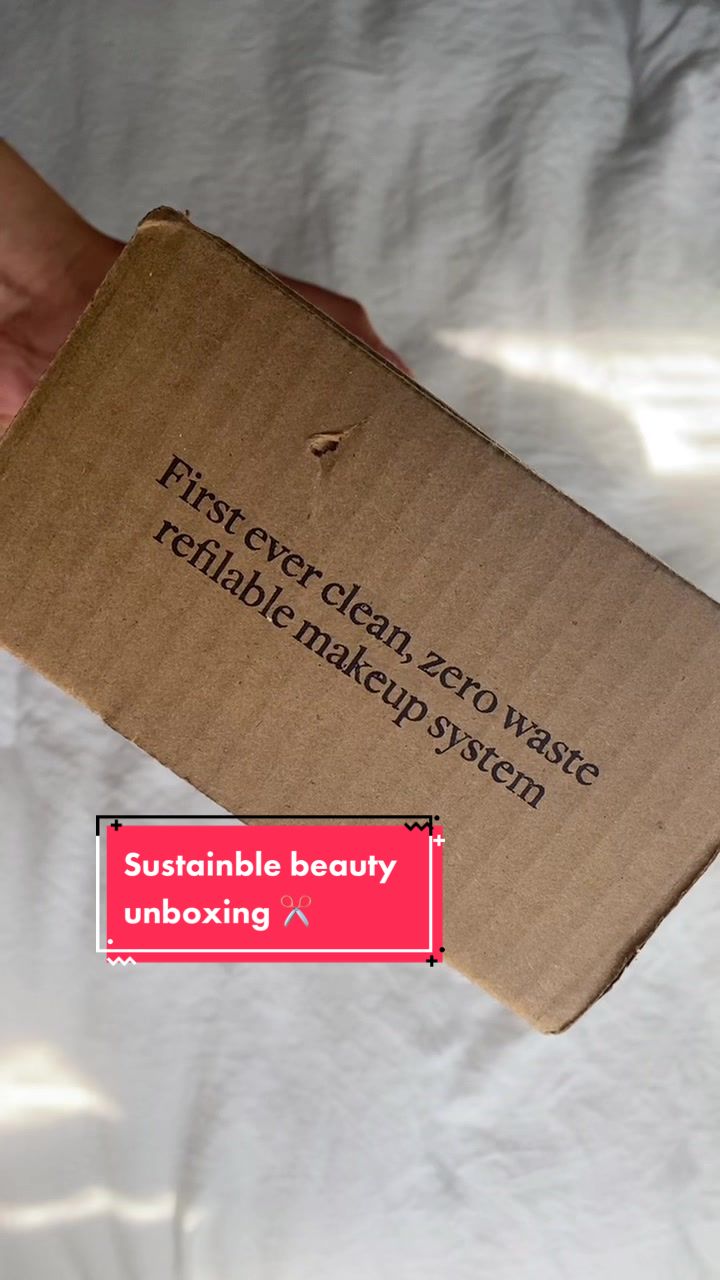 First ever clean, zero waste
refilable makeup system
Sustainble beauty
unboxing ✂️